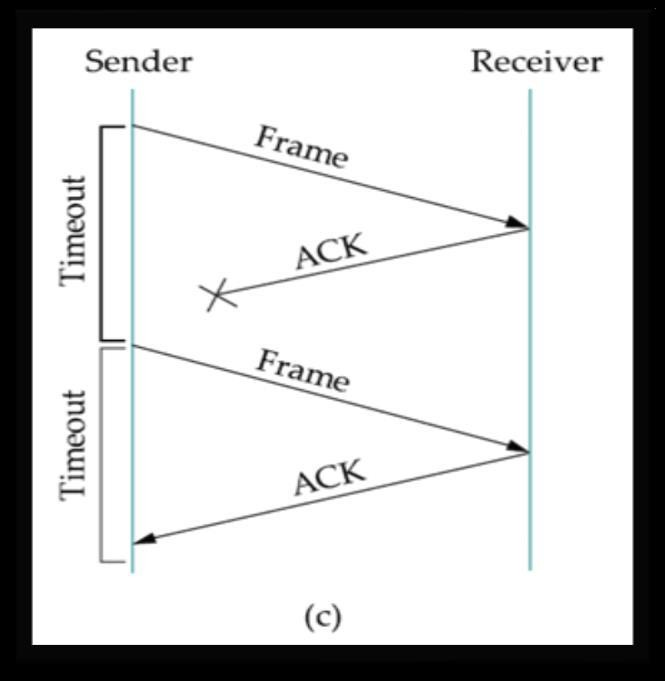 Sender Receiver
Frame
Timeout
ACK
Frame
Timeout
ACK
(c)